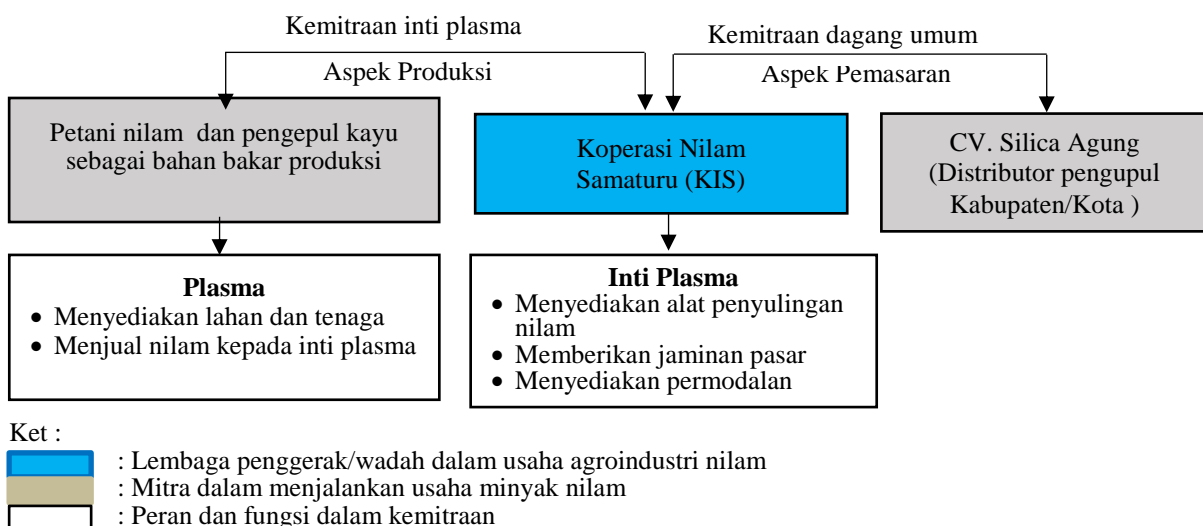 Kemitraan inti plasma
Kemitraan dagang umum
Aspek Produksi
Aspek Pemasaran
Petani nilam dan pengepul kayu
sebagai bahan bakar produksi
Koperasi Nilam
Samaturu (KIS)
CV. Silica Agung
(Distributor pengupul
Kabupaten/Kota )
Plasma
• Menyediakan lahan dan tenaga
• Menjual nilam kepada inti plasma
Inti Plasma
• Menyediakan alat penyulingan
nilam
• Memberikan jaminan pasar
• Menyediakan permodalan
Ket :
: Lembaga penggerak/wadah dalam usaha agroindustri nilam
: Mitra dalam menjalankan usaha minyak nilam
: Peran dan fungsi dalam kemitraan